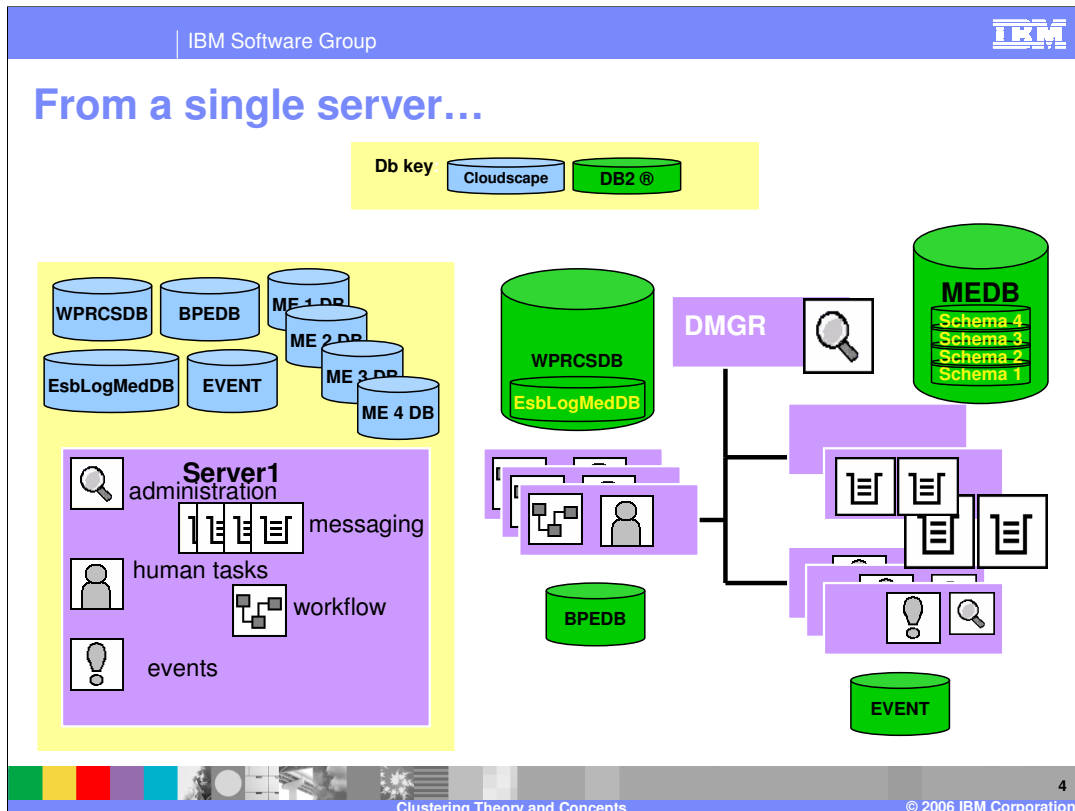 IBM Software Group
IBM
From a single server…
Db key
Cloudscape
DB2 ®
WPRCSDB
BPEDB
ME 1 DB
ME 2 DB
ME 3 DB
ME 4 DB
EsbLogMedDB
EVENT
Server1
administration
messaging
human tasks
workflow
events
WPRCSDB
EsbLogMedDB
DMGR
MEDB
Schema 4
Schema 3
Schema 2
Schema 1
BPEDB
EVENT
4
Clustering Theory and Concepts
© 2006 IBM Corporation